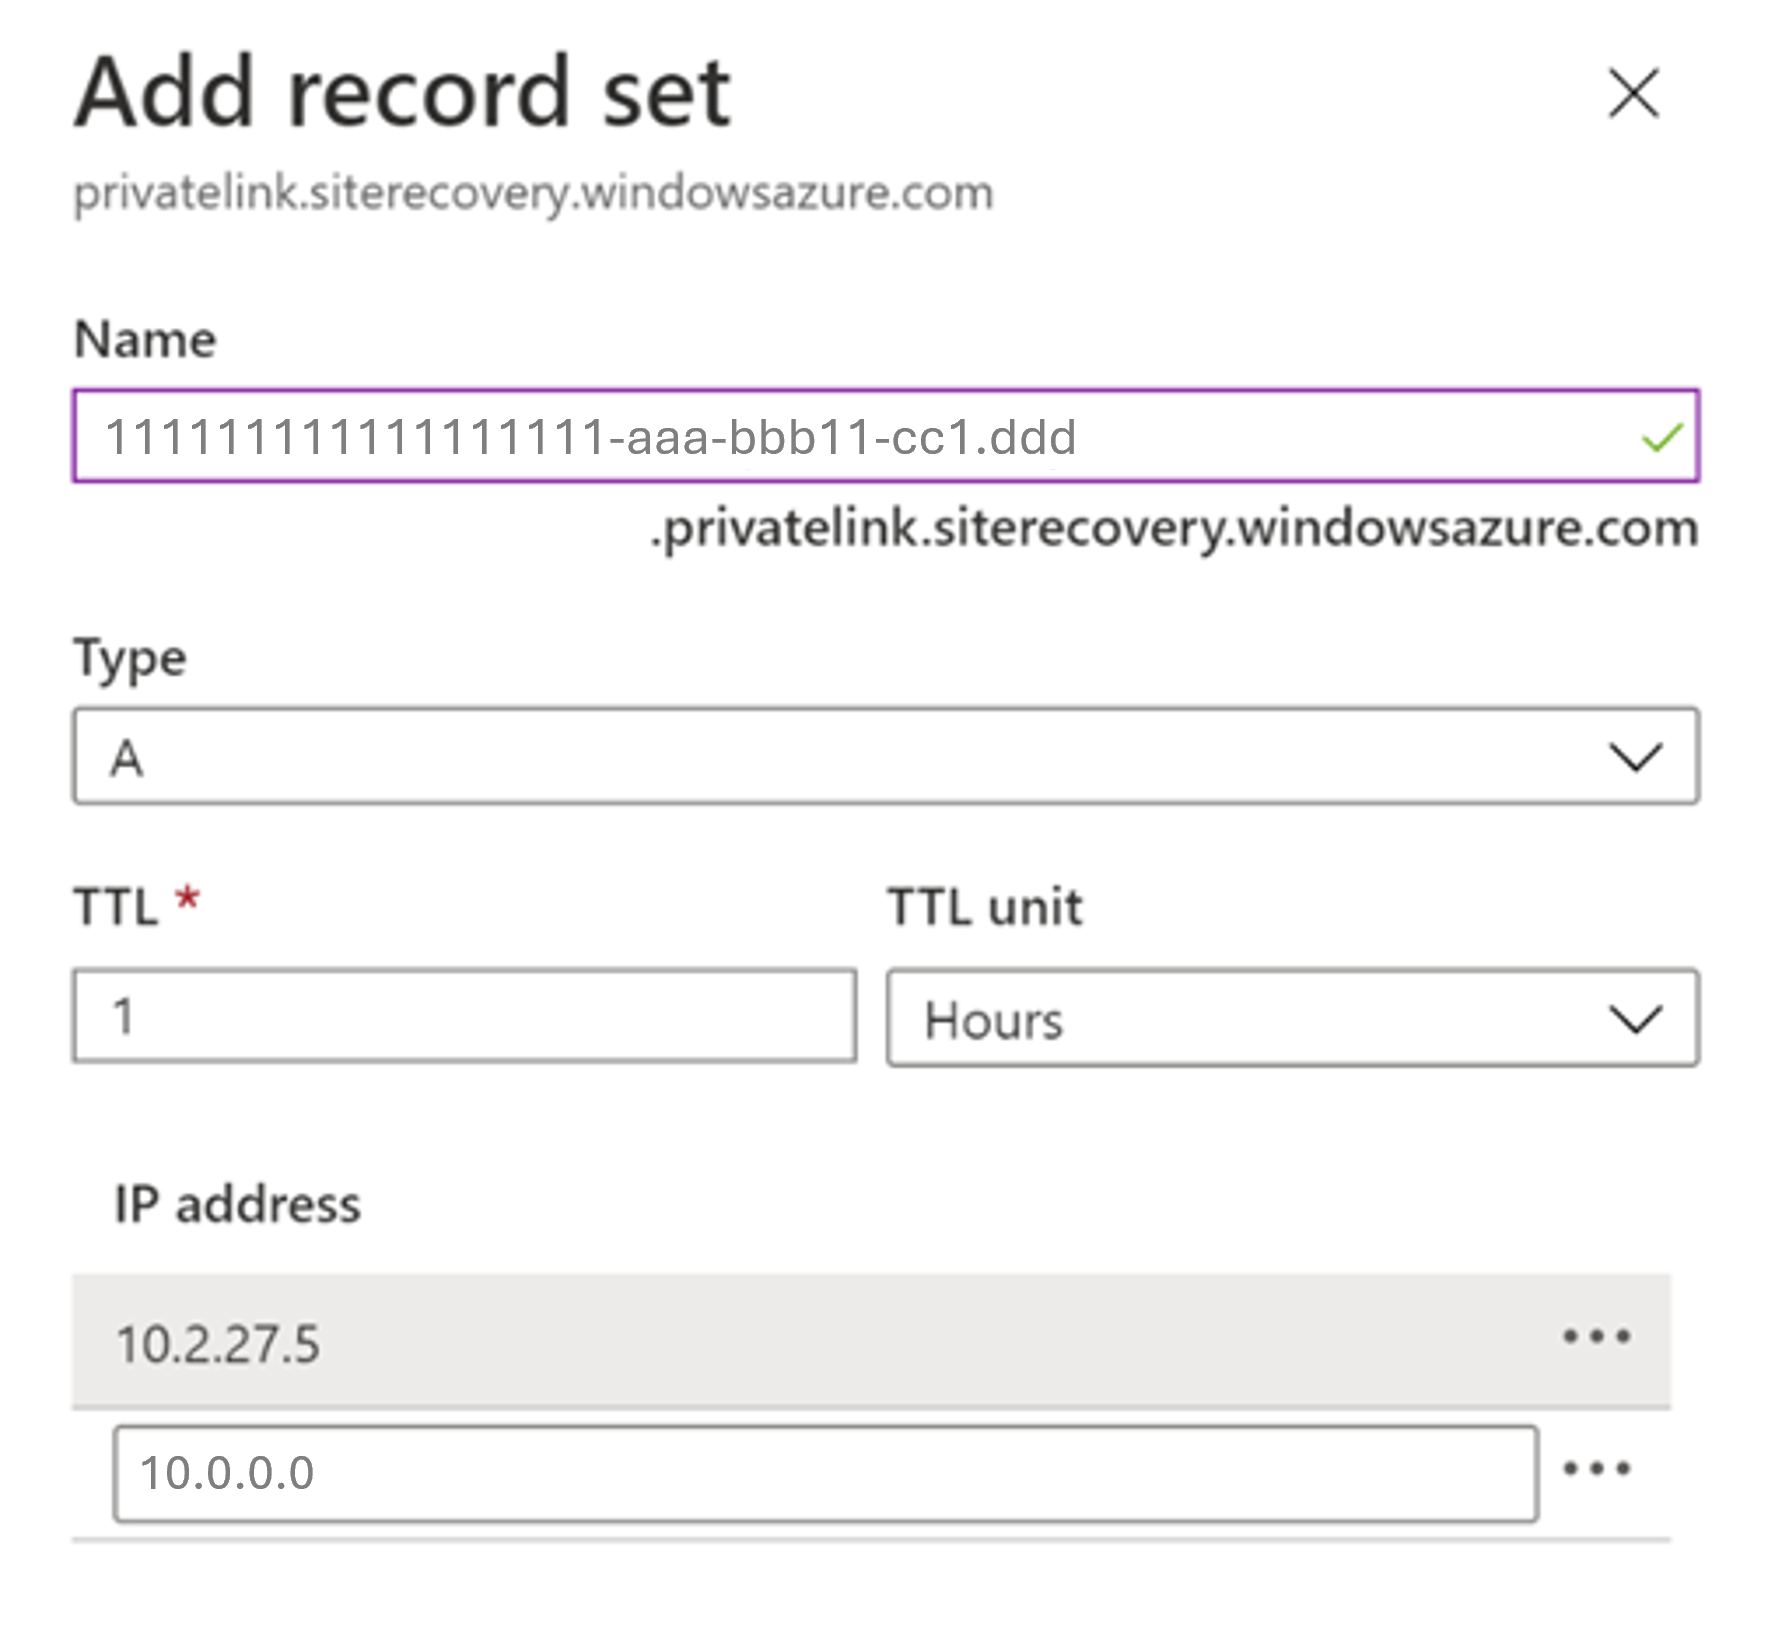 Add record set
privatelink.siterecovery.windowsazure.com
Name
111111111111111111-aaa-bbb11-cc1.ddd
.privatelink.siterecovery.windowsazure.com
Type
A
TTL *
TTL unit
1
Hours
IP address
10.2.27.5
10.0.0.0